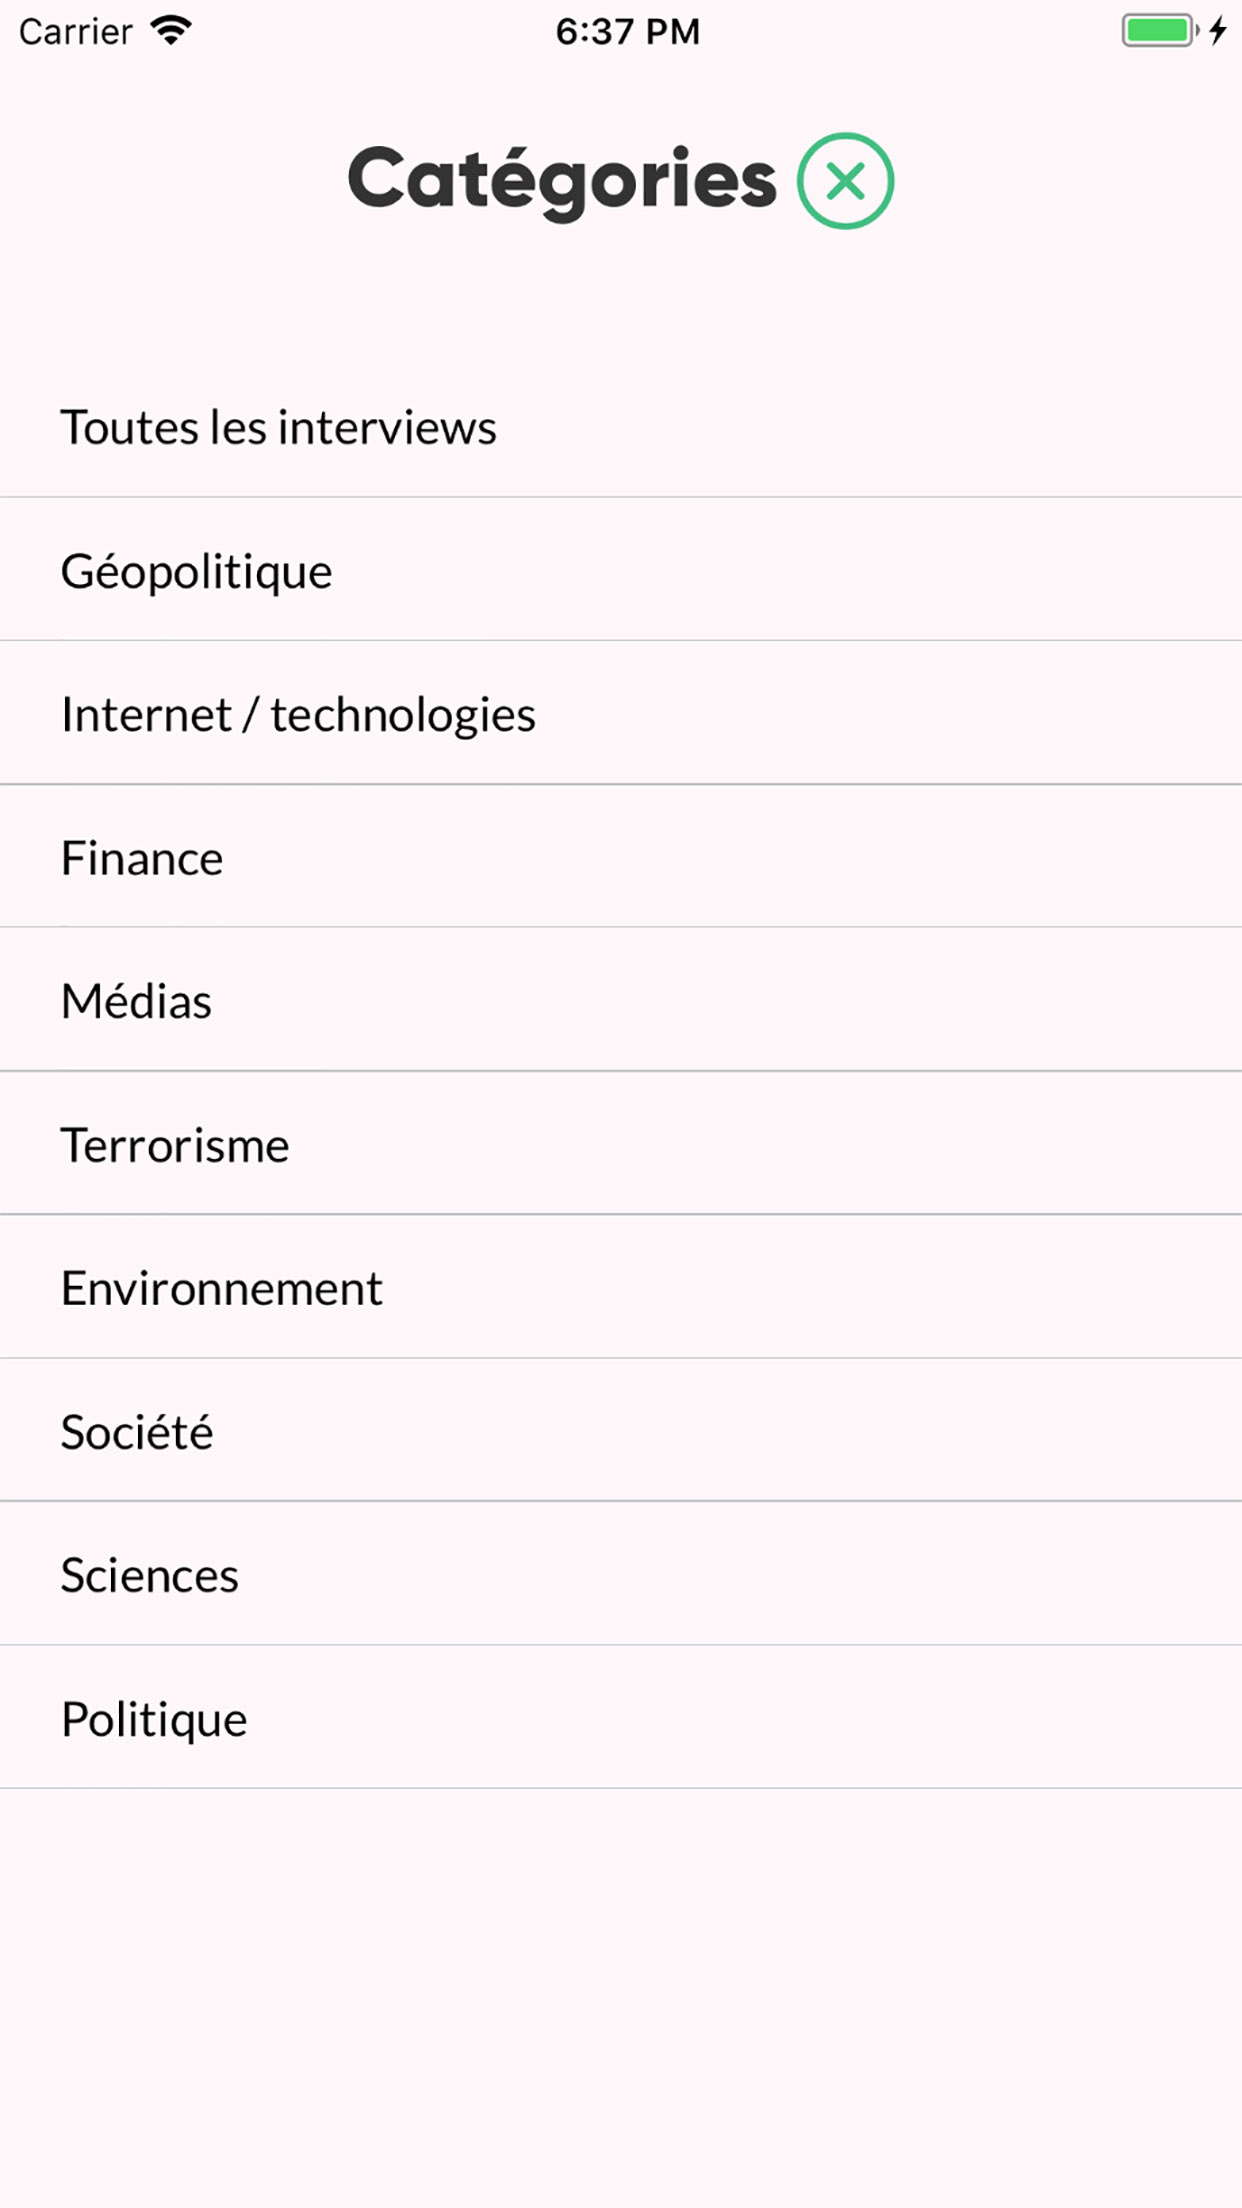 Carrier 6:37 PM
Catégories
Toutes les interviews
Géopolitique
Internet / technologies
Finance
Médias
Terrorisme
Environnement
Société
Sciences
Politique